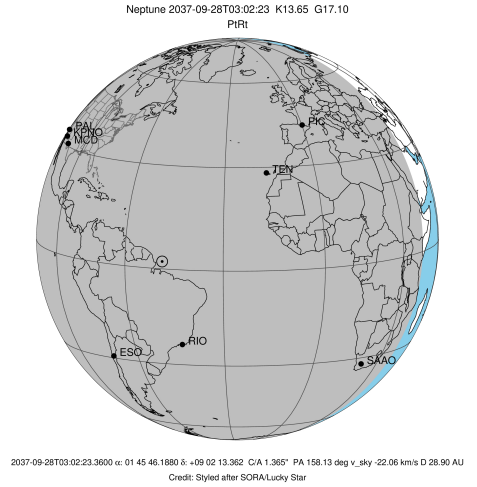 Neptune 2037-09-28T03:02:23 K13.65 G17.10
PtRt
PAL
KPNO
MCD
PIC
TEN
ESO
RIO
SAAO
2037-09-28T03:02:23.3600 α: 01 45 46.1880 δ: +09 02 13.362 C/A 1.365" PA 158.13 deg v_sky -22.06 km/s D 28.90 AU
Credit: Styled after SORA/Lucky Star